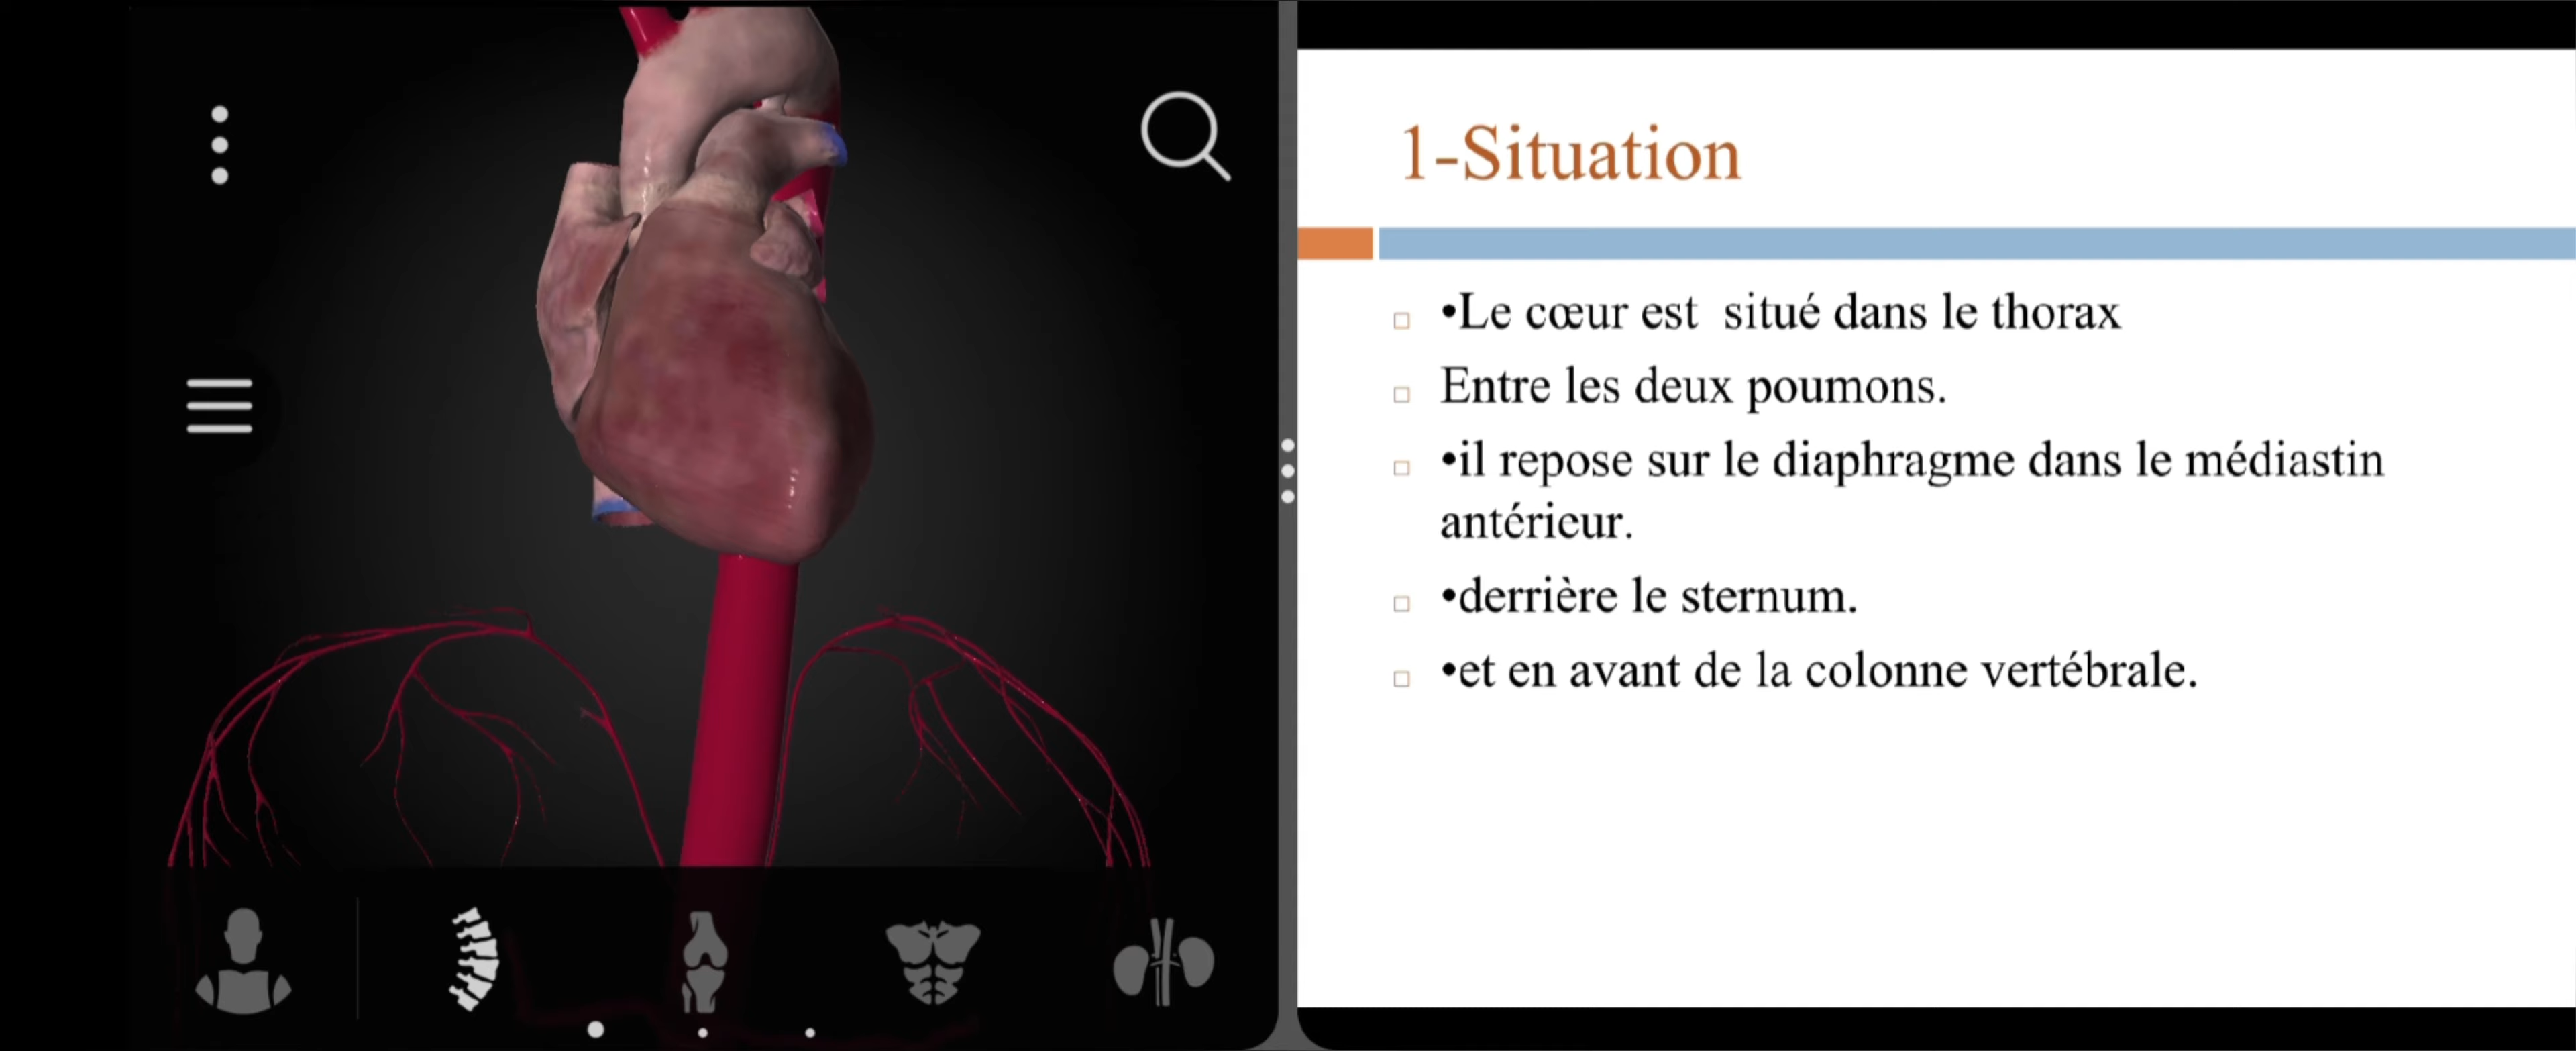 1-Situation
•Le cœur est situé dans le thorax
Entre les deux poumons.
•il repose sur le diaphragme dans le médiastin
antérieur.
•derrière le sternum.
•et en avant de la colonne vertébrale.